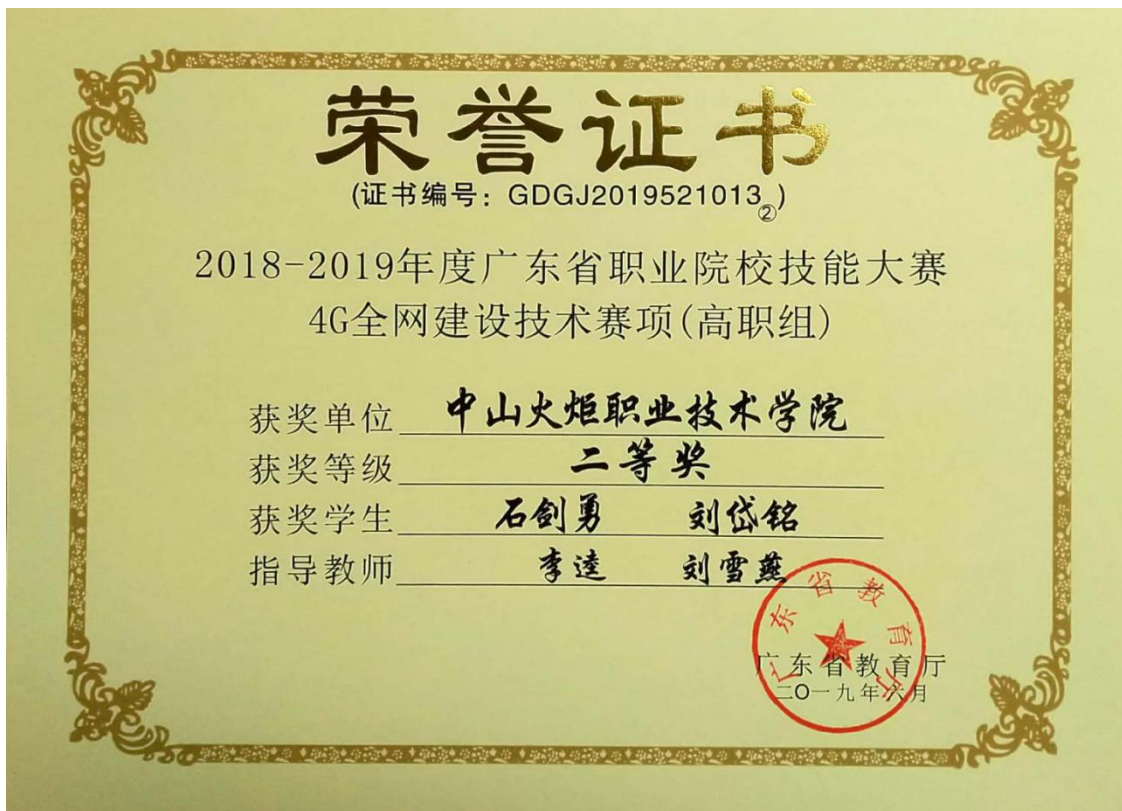 荣誉证书
(证书编号：GDGJ2019521013②)
2018-2019年度广东省职业院校技能大赛
4G全网建设技术赛项(高职组)
获奖单位 中山火炬职业技术学院
获奖等级 二等奖
获奖学生 石剑勇 刘岱铭
指导教师 李逵 刘雪燕
广东省教育厅
广东省教育厅
二〇一九年六月